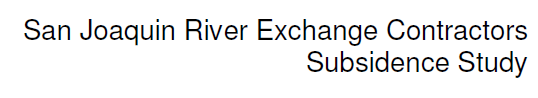 San Joaquin River Exchange Contractors
Subsidence Study